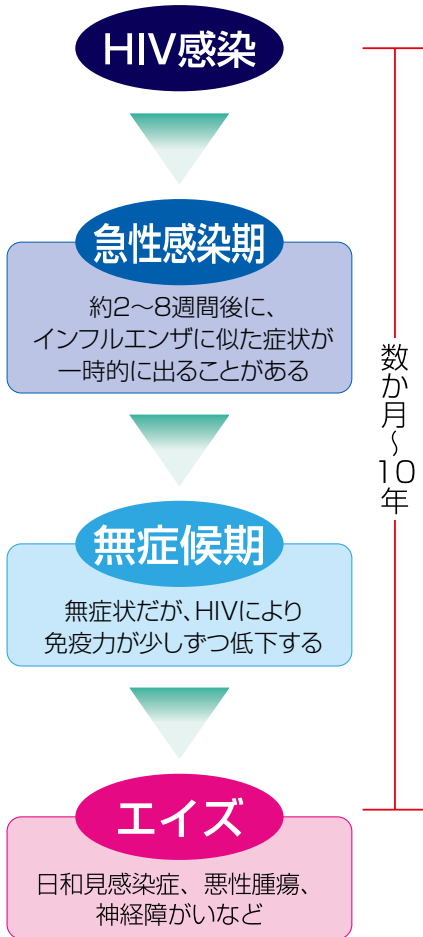 HIV感染
急性感染期
約2〜8週間後に、
インフルエンザに似た症状が
一時的に出ることがある
無症候期
無症状だが、HIVにより
免疫力が少しずつ低下する
エイズ
日和見感染症、悪性腫瘍、
神経障がいなど
数か月〜10年